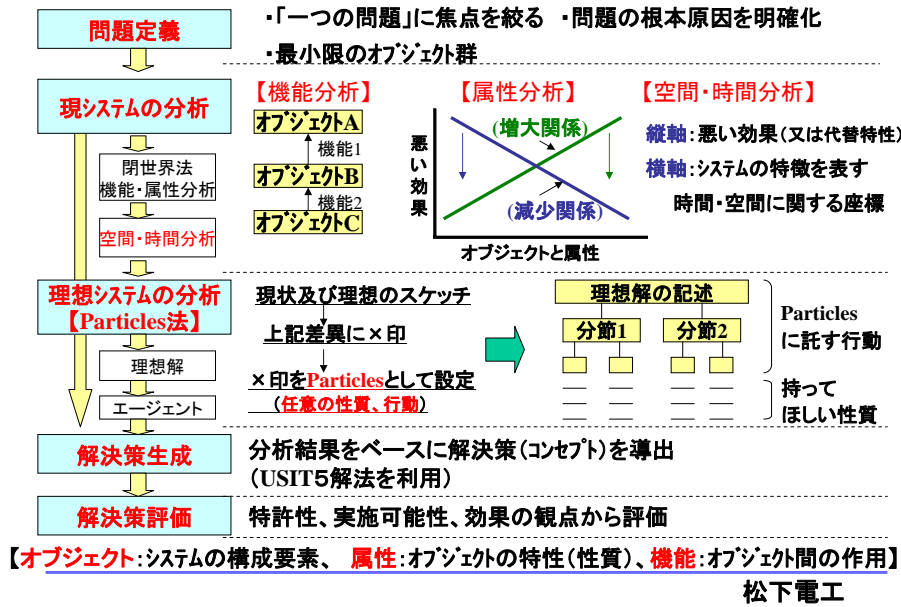 問題定義
・「一つの問題」に焦点を絞る ・問題の根本原因を明確化
・最小限のオブジェクト群
現システムの分析
閉世界法
機能・属性分析
空間・時間分析
【機能分析】
オブジェクトA
機能1
オブジェクトB
機能2
オブジェクトC
【属性分析】
悪い効果
(増大関係)
(減少関係)
オブジェクトと属性
【空間・時間分析】
縦軸:悪い効果(又は代替特性)
横軸:システムの特徴を表す
時間・空間に関する座標
理想システムの分析
【Particles法】
理想解
エージェント
現状及び理想のスケッチ
上記差異に×印
×印をParticlesとして設定
(任意の性質、行動)
理想解の記述
分節1
分節2
Particles
に託す行動
持って
ほしい性質
解決策生成
分析結果をベースに解決策(コンセプト)を導出
(USIT5解法を利用)
解決策評価
特許性、実施可能性、効果の観点から評価
【オブジェクト:システムの構成要素、 属性:オブジェクトの特性(性質)、機能:オブジェクト間の作用】
松下電工